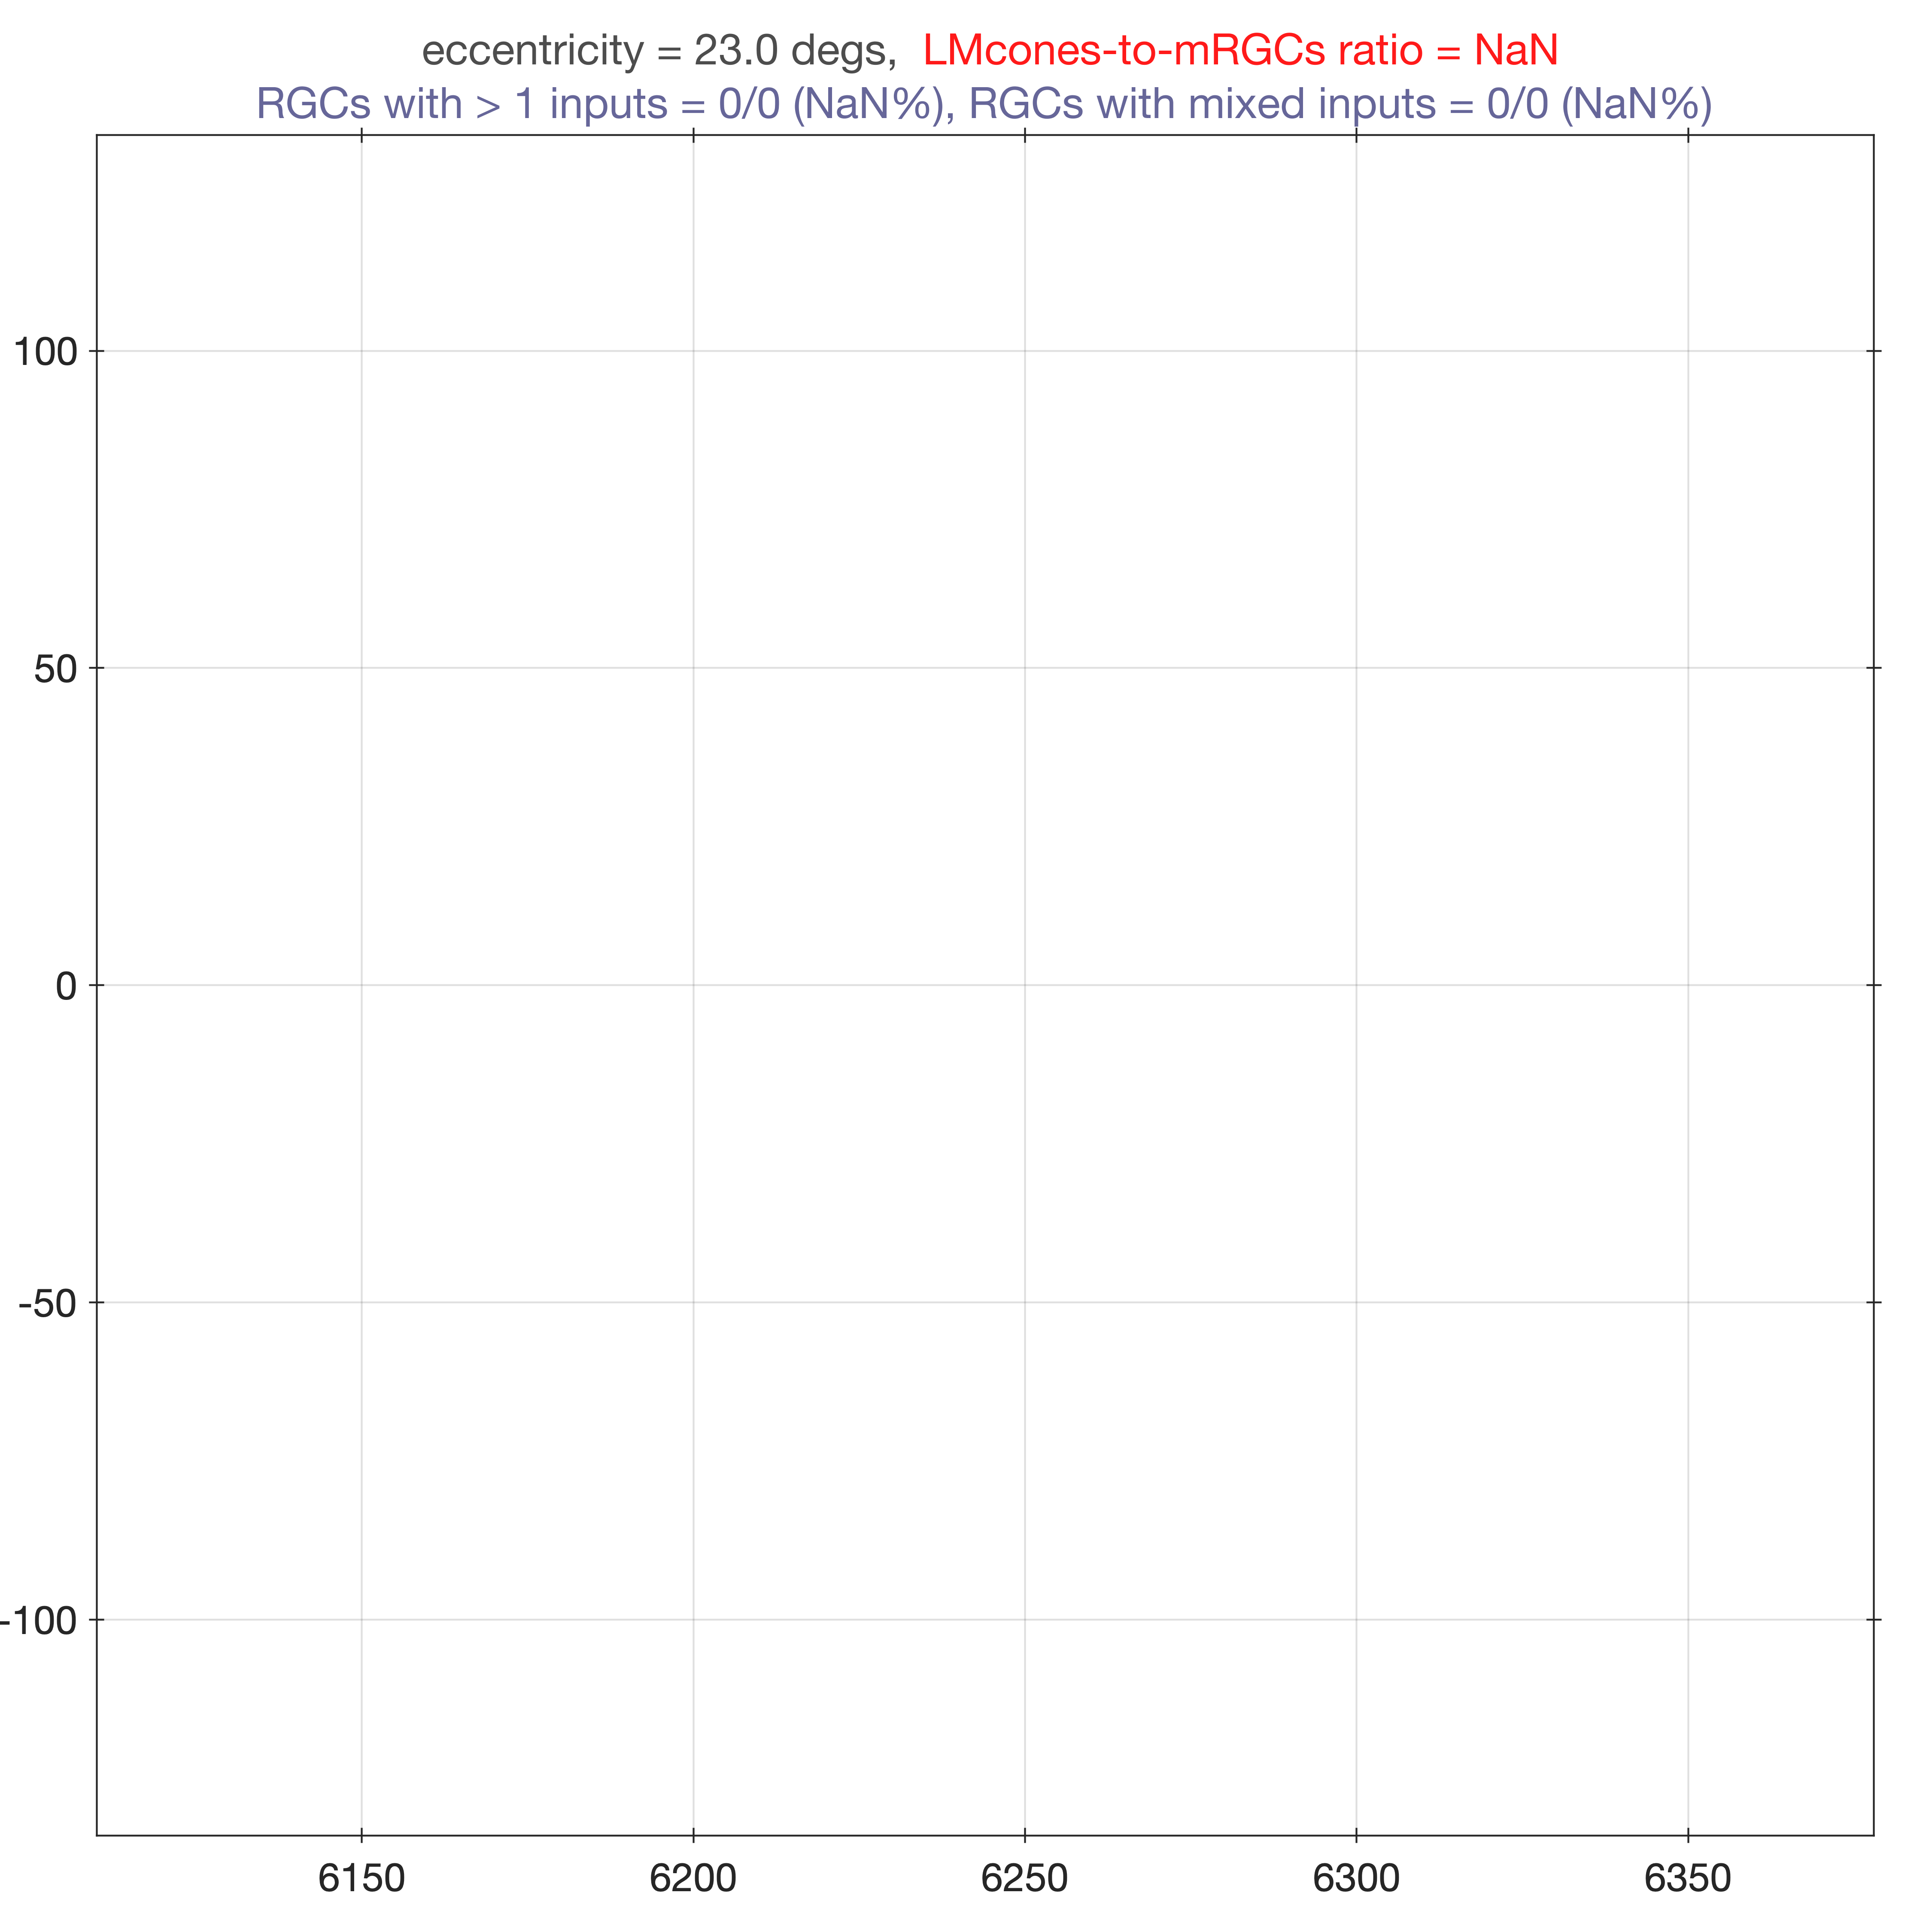 eccentricity = 23.0 degs, LMcones-to-mRGCs ratio = NaN
RGCs with > 1 inputs = 0/0 (NaN%), RGCs with mixed inputs = 0/0 (NaN%)
100
50
0
-50
-100
6150 6200 6250 6300 6350